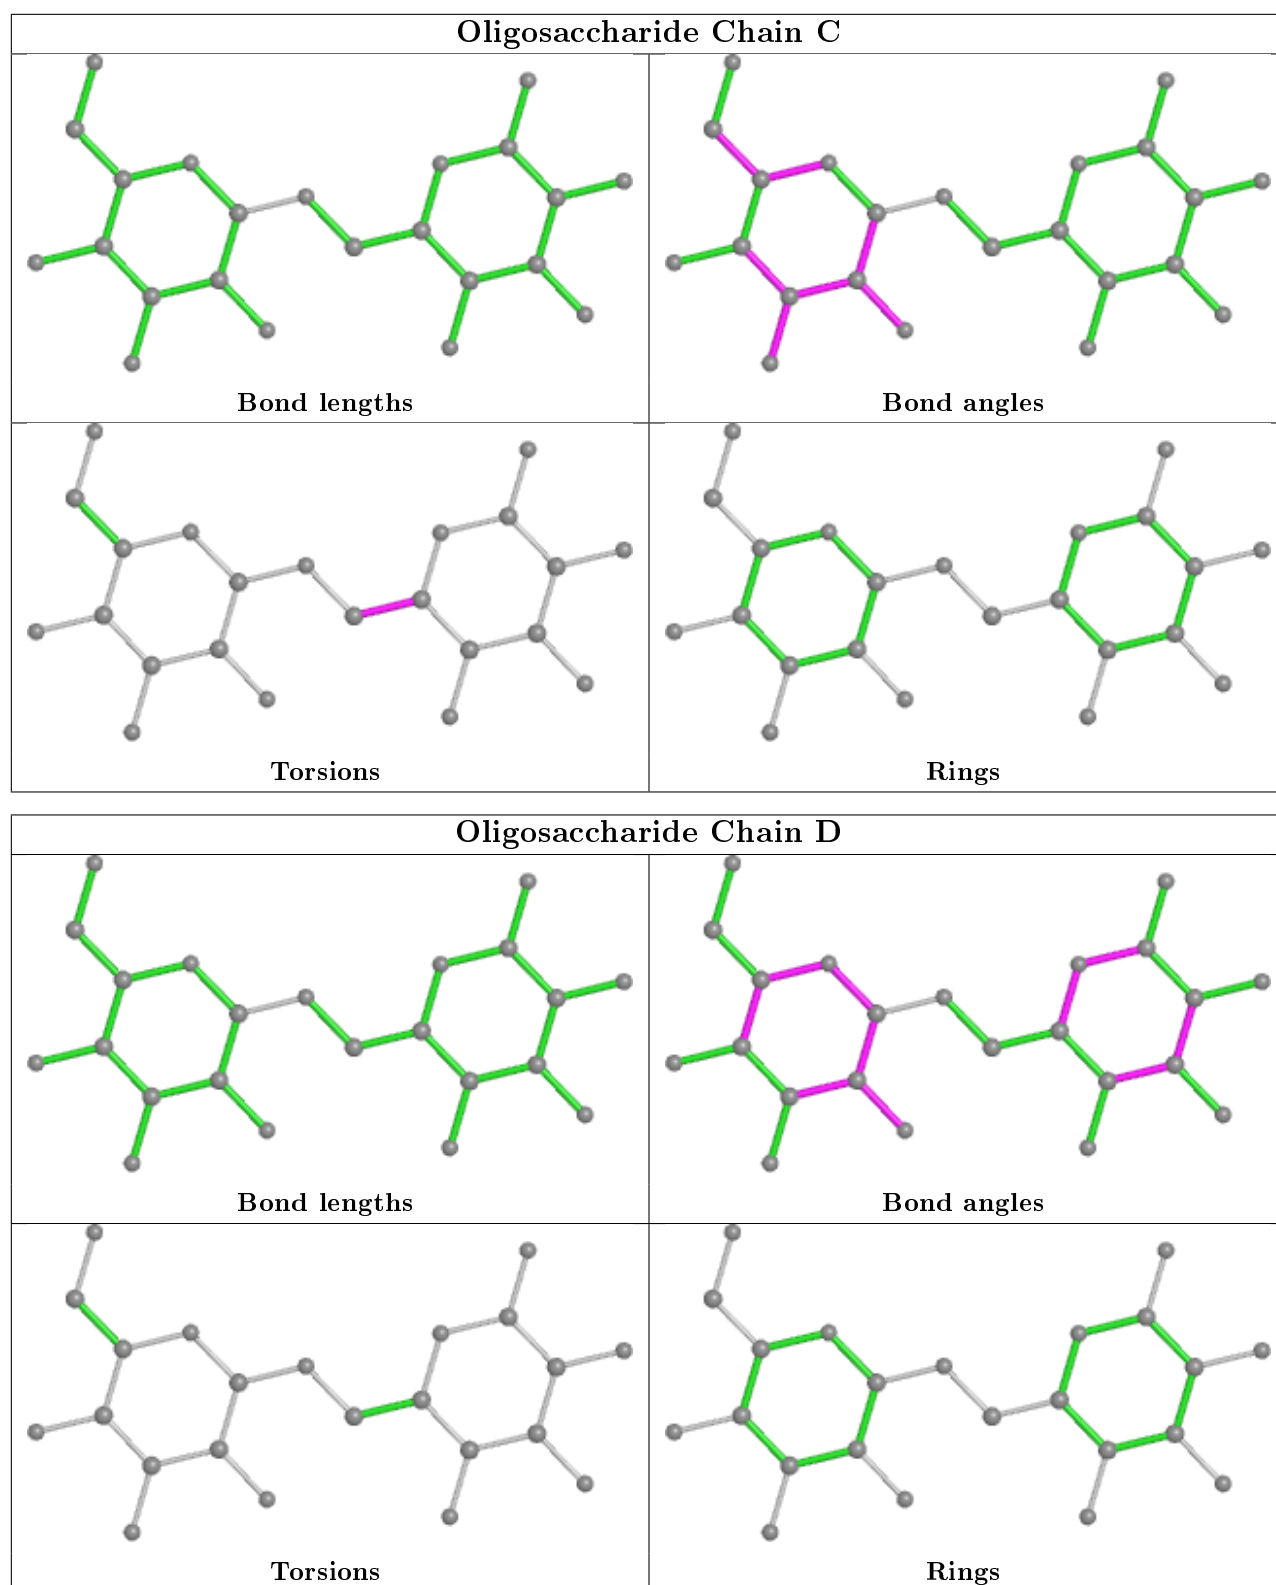 Oligosaccharide Chain C
Bond lengths
Bond angles
Torsions
Rings
Oligosaccharide Chain D
Bond lengths
Bond angles
Torsions
Rings